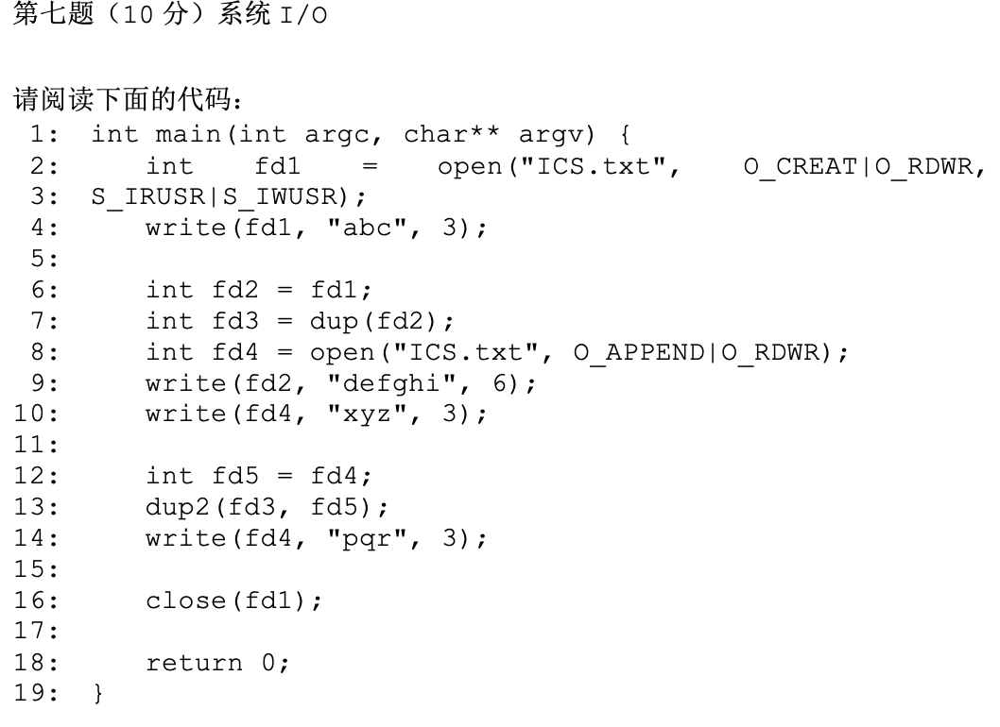 第七题（10 分）系统 I/O
请阅读下面的代码：
1: int main(int argc, char** argv) {
2: int fd1 = open("ICS.txt", O_CREAT|O_RDWR,
3: S_IRUSR|S_IWUSR);
4: write(fd1, "abc", 3);
5:
6: int fd2 = fd1;
7: int fd3 = dup(fd2);
8: int fd4 = open("ICS.txt", O_APPEND|O_RDWR);
9: write(fd2, "defghi", 6);
10: write(fd4, "xyz", 3);
11:
12: int fd5 = fd4;
13: dup2(fd3, fd5);
14: write(fd4, "pqr", 3);
15:
16: close(fd1);
17:
18: return 0;
19: }